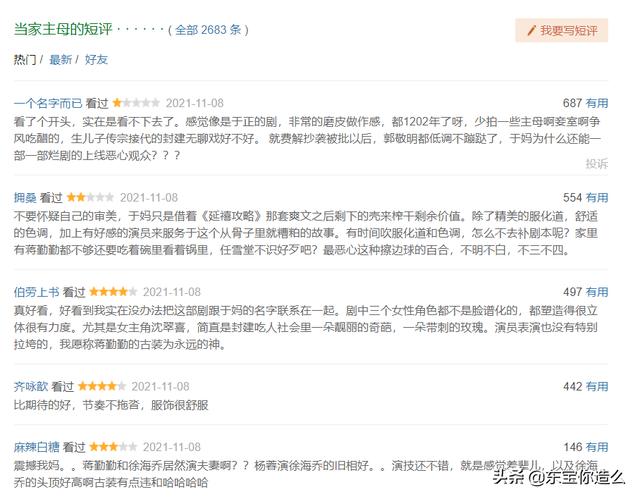 当家主母的短评 · · · · · · ( 全部 2683 条 )
我要写短评
热门 / 最新 / 好友
一个名字而已 看过 2021-11-08 687 有用
看了个开头，实在是看不下去了。感觉像是于正的剧，非常的磨皮做作感，都1202年了呀，少拍一些主母啊妾室啊争
风吃醋的，生儿子传宗接代的封建无聊戏好不好。 就费解抄袭被批以后，郭敬明都低调不蹦跶了，于妈为什么还能一
部一部烂剧的上线恶心观众？？？
投诉
拥桑 看过 2021-11-08 554 有用
不要怀疑自己的审美，于妈只是借着《延禧攻略》那套爽文之后剩下的壳来榨干剩余价值。除了精美的服化道，舒适
的色调，加上有好感的演员来服务于这个从骨子里就糟粕的故事。有时间吹服化道和色调，怎么不去补剧本呢？家里
有蒋勤勤都不够还要吃着碗里看着锅里，任雪堂不识好歹吧？最恶心这种擦边球的百合，不明不白，不三不四。
伯劳上书 看过 2021-11-08 497 有用
真好看，好看到我实在没办法把这部剧跟于妈的名字联系在一起。剧中三个女性角色都不是脸谱化的，都塑造得很立
体很有力度。尤其是女主角沈翠喜，简直是封建吃人社会里一朵靓丽的奇葩，一朵带刺的玫瑰。演员表演也没有特别
拉垮的，我愿称蒋勤勤的古装为永远的神。
齐咏歆 看过 2021-11-08 442 有用
比期待的好，节奏不拖沓，服饰很舒服
麻辣白糖 看过 2021-11-08 146 有用
震撼我妈。。蒋勤勤和徐海乔居然演夫妻啊？？杨蓉演徐海乔的旧相好。。演技还不错，就是感觉差辈儿，以及徐海
乔的头顶好高啊古装有点违和哈哈哈哈
头条 @东宝你造么